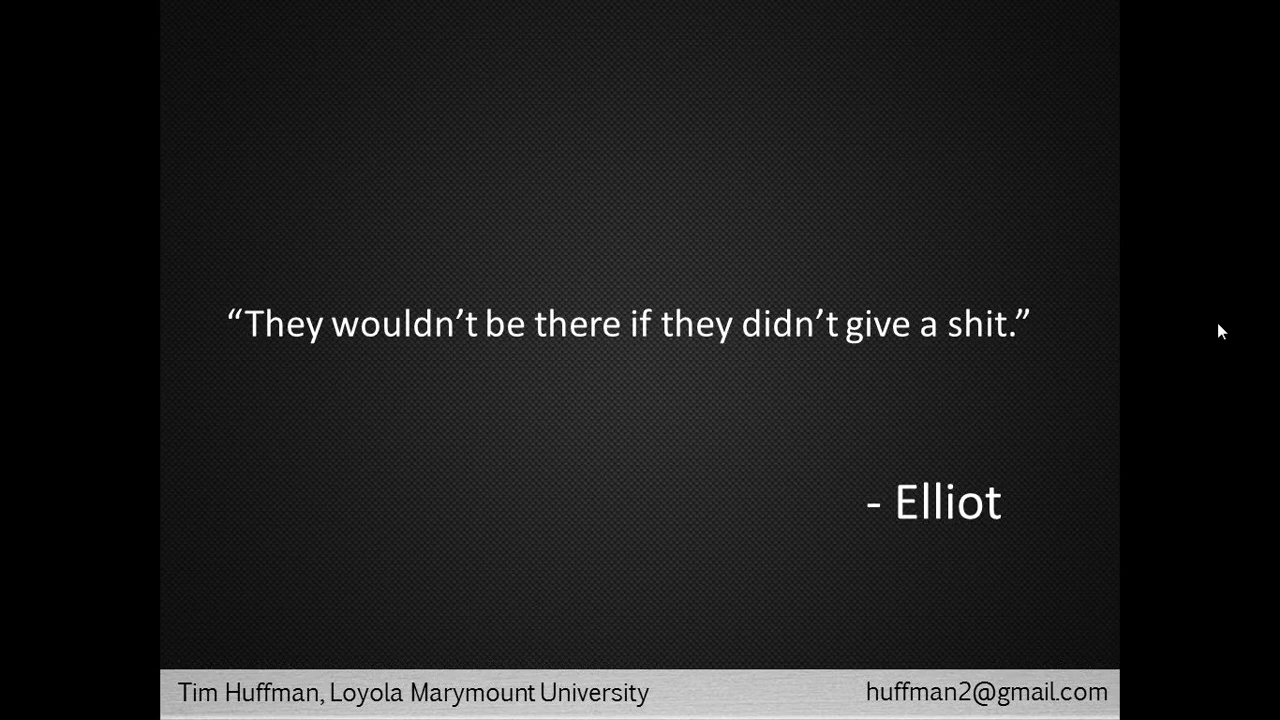 “They wouldn’t be there if they didn’t give a shit.”
- Elliot
Tim Huffman, Loyola Marymount University
huffman2@gmail.com